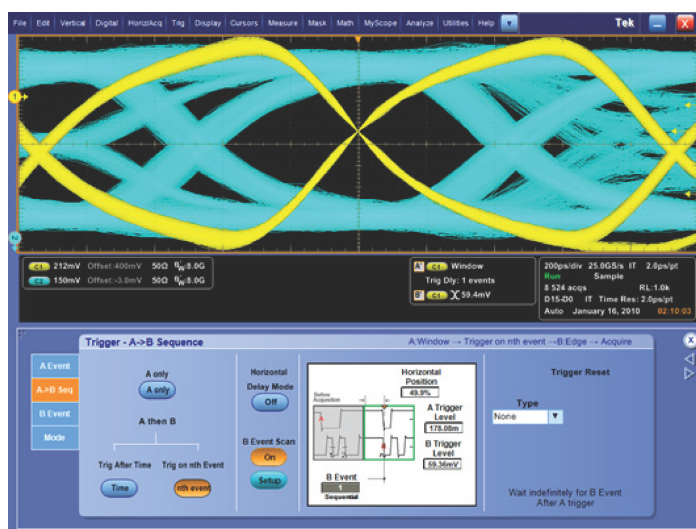 File Edit Vertical Digital Horiz/Acq Trig Display Cursors Measure Mask Math MyScope Analyze Utilities Help Tek X
1
2
C1 212mV Offset:400mV 50Ω BW:8.0G
C2 150mV Offset:-3.0mV 50Ω BW:8.0G
A' C1 Window
Trig Dly: 1 events
B' C1 59.4mV
200ps/div 25.0GS/s IT 2.0ps/pt
Run Sample
8 524 acqs RL:1.0k
D15-D0 IT Time Res: 2.0ps/pt
Auto January 16, 2010 02:10:03
Trigger - A->B Sequence A:Window → Trigger on nth event →B:Edge → Acquire X
A Event
A->B Seq
B Event
Mode
A only
A only
A then B
Trig After Time Trig on nth Event
Time nth event
Horizontal
Delay Mode
Off
B Event Scan
On
Setup
Before
Acquisition
Horizontal
Position
49.9%
A Trigger
Level
178.08m
B Trigger
Level
59.36mV
A
1 2
B Event
1
Sequential
Trigger Reset
Type
None
Wait indefinitely for B Event
After A trigger